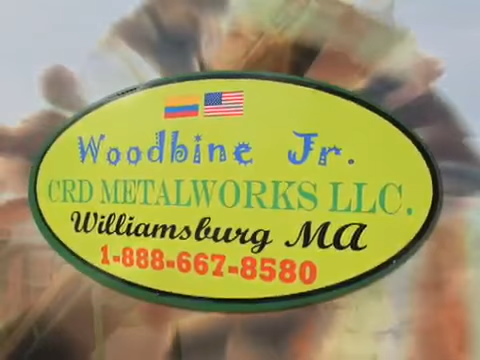 Woodbine Jr.
CRD METALWORKS LLC.
Williamsburg MA
1-888-667-8580